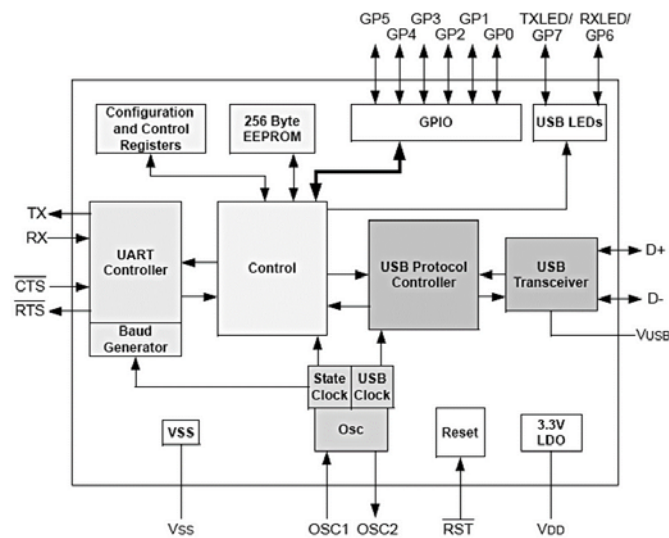 GP5 GP3 GP1 TXLED/ RXLED/
GP4 GP2 GP0 GP7 GP6
Configuration
and Control
Registers
256 Byte
EEPROM
GPIO
USB LEDs
TX
RX
CTS
RTS
UART
Controller
Baud
Generator
Control
USB Protocol
Controller
USB
Transceiver
D+
D-
VUSB
State
Clock
USB
Clock
Osc
VSS
Reset
3.3V
LDO
VSS
OSC1
OSC2
RST
VDD